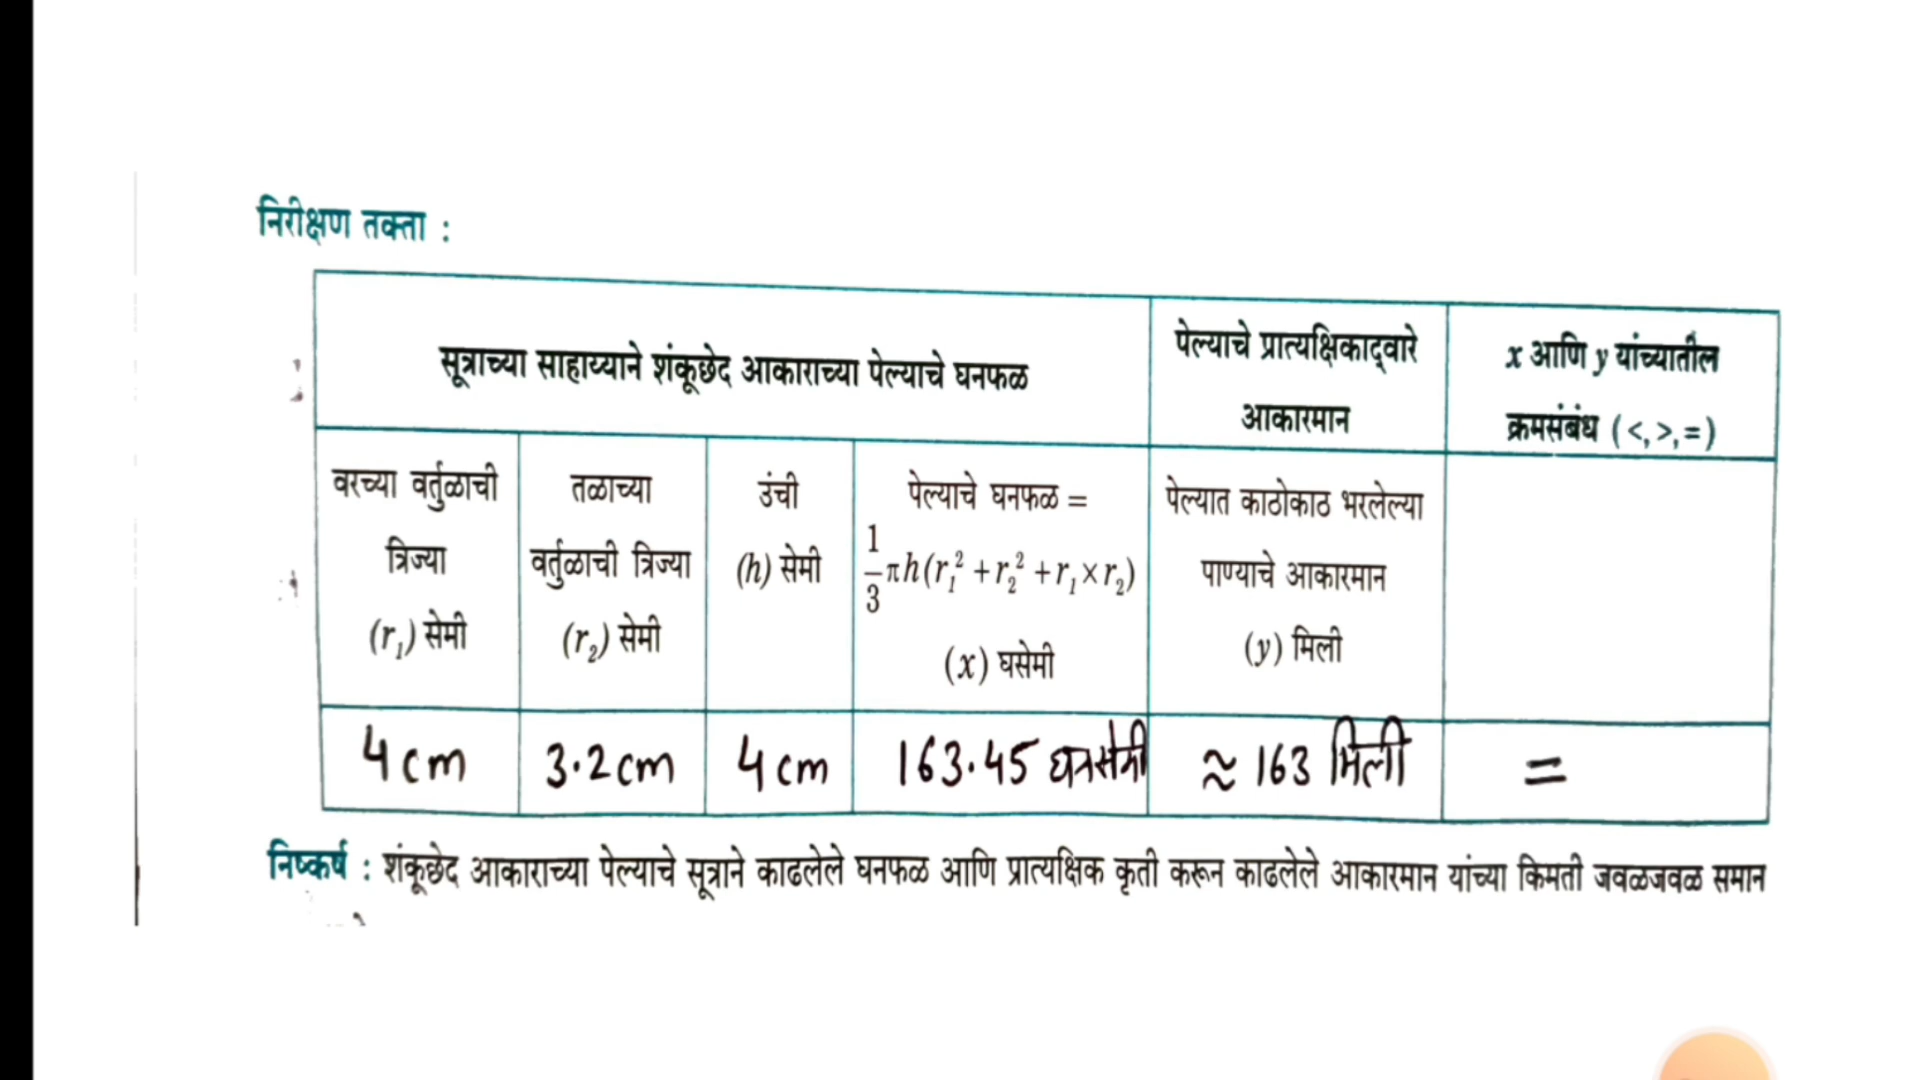 निरीक्षण तक्ता :
सूत्राच्या साहाय्याने शंकूछेद आकाराच्या पेल्याचे घनफळ
पेल्याचे प्रात्यक्षिकाद्वारे
आकारमान
x आणि y यांच्यातील
क्रमसंबंध (<, >, =)
वरच्या वर्तुळाची
त्रिज्या
(r₁) सेमी
तळाच्या
वर्तुळाची त्रिज्या
(r₂) सेमी
उंची
(h) सेमी
पेल्याचे घनफळ =
1/3 πh(r₁² + r₂² + r₁ × r₂)
(x) घसेमी
पेल्यात काठोकाठ भरलेल्या
पाण्याचे आकारमान
(y) मिली
4 cm
3.2 cm
4 cm
163.45 घनसेमी
≈ 163 मिली
=
निष्कर्ष : शंकूछेद आकाराच्या पेल्याचे सूत्राने काढलेले घनफळ आणि प्रात्यक्षिक कृती करून काढलेले आकारमान यांच्या किमती जवळजवळ समान